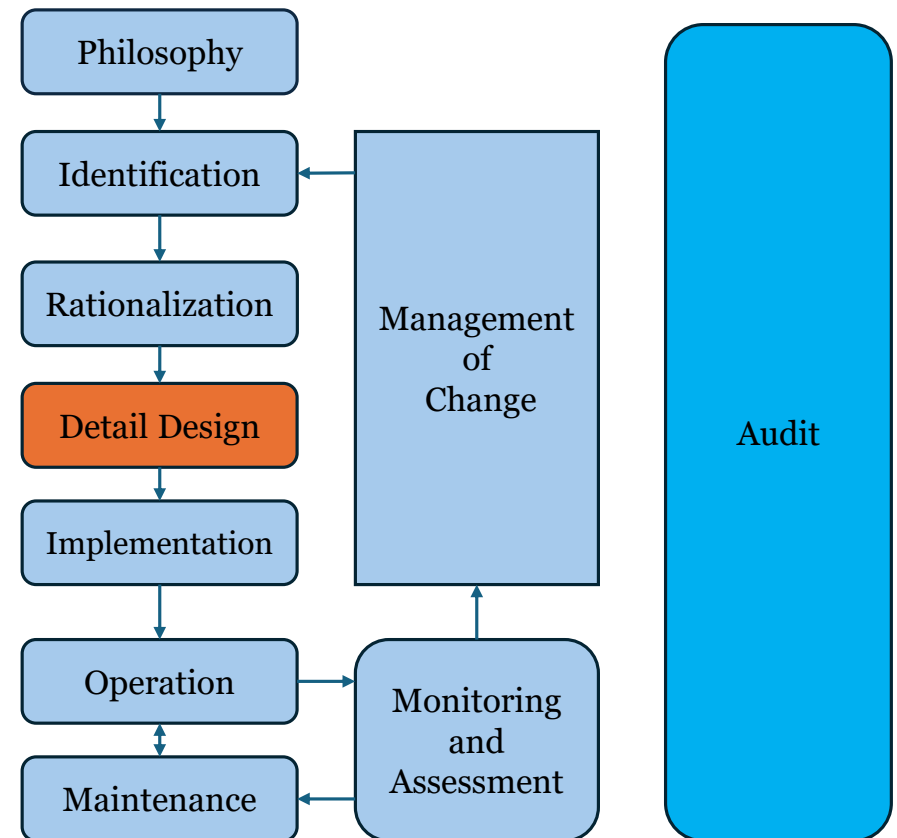 Philosophy
Identification
Rationalization
Detail Design
Implementation
Operation
Maintenance
Management
of
Change
Monitoring
and
Assessment
Audit